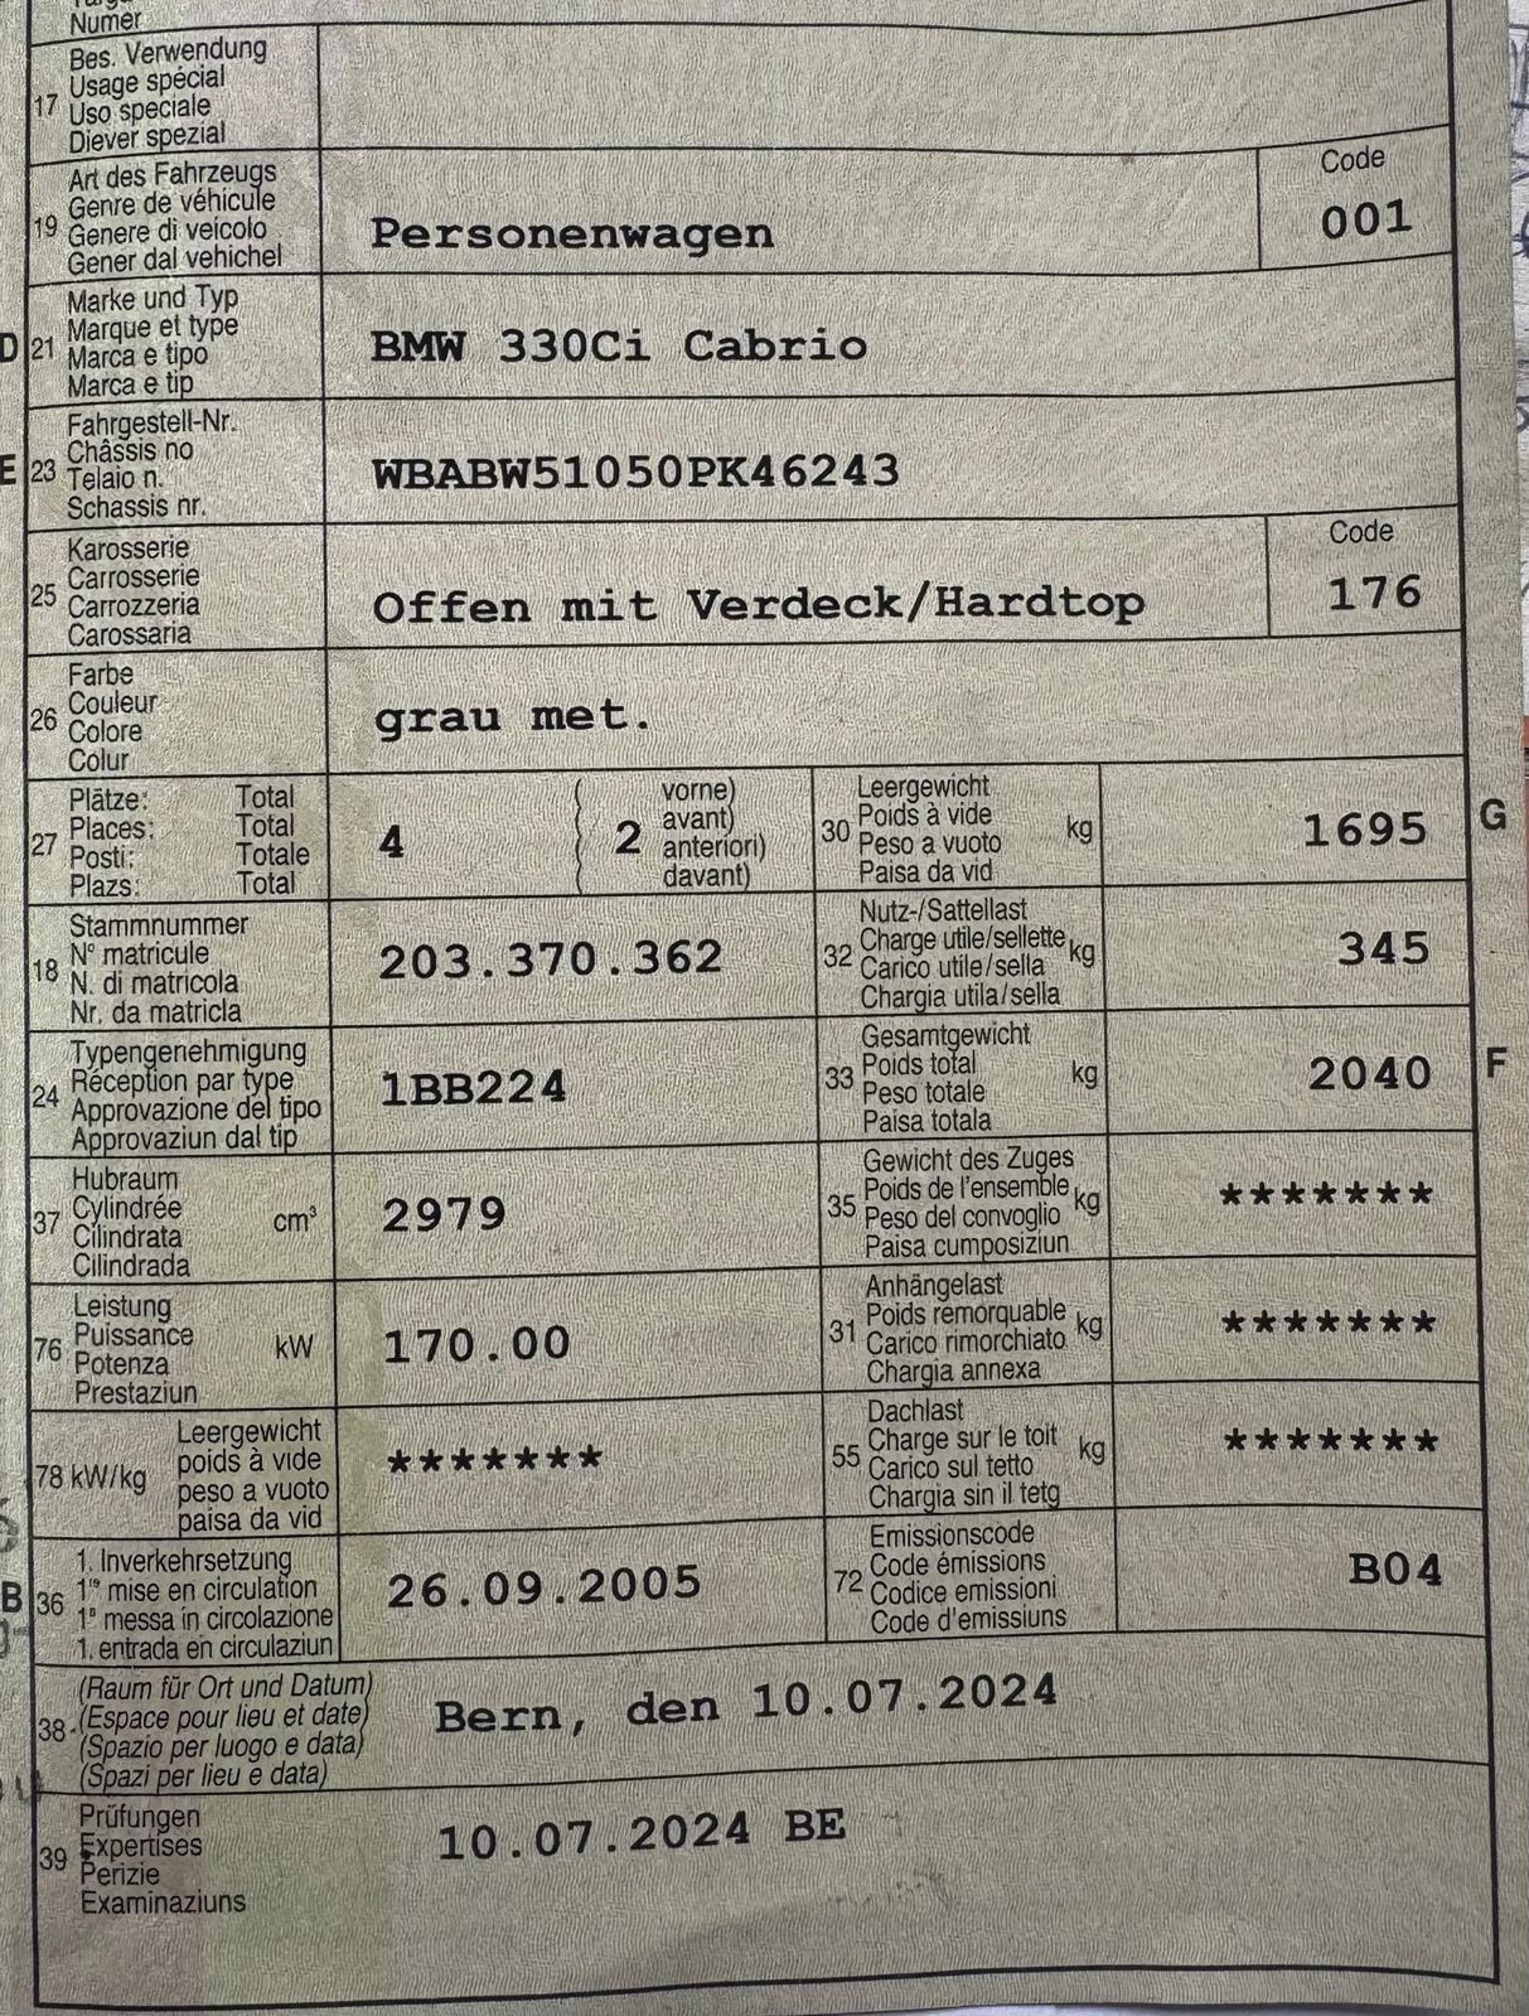 Numer
17 Bes. Verwendung
Usage spécial
Uso speciale
Diever spezial
19 Art des Fahrzeugs
Genre de véhicule
Genere di veicolo
Gener dal vehichel
Personenwagen
Code
001
D 21 Marke und Typ
Marque et type
Marca e tipo
Marca e tip
BMW 330Ci Cabrio
E 23 Fahrgestell-Nr.
Châssis no
Telaio n.
Schassis nr.
WBABW51050PK46243
25 Karosserie
Carrosserie
Carrozzeria
Carossaria
Offen mit Verdeck/Hardtop
Code
176
26 Farbe
Couleur
Colore
Colur
grau met.
27 Plätze: Total
Places: Total
Posti: Totale
Plazs: Total
4 ( 2 vorne)
avant)
anteriori)
davant)
30 Leergewicht
Poids à vide
Peso a vuoto
Paisa da vid
kg
1695 G
18 Stammnummer
N° matricule
N. di matricola
Nr. da matricla
203.370.362
32 Nutz-/Sattellast
Charge utile/sellette
Carico utile/sella
Chargia utila/sella
kg
345
24 Typengenehmigung
Réception par type
Approvazione del tipo
Approvaziun dal tip
1BB224
33 Gesamtgewicht
Poids total
Peso totale
Paisa totala
kg
2040 F
37 Hubraum
Cylindrée
Cilindrata
Cilindrada
cm³
2979
35 Gewicht des Zuges
Poids de l'ensemble
Peso del convoglio
Paisa cumposiziun
kg
*******
76 Leistung
Puissance
Potenza
Prestaziun
kW
170.00
31 Anhängelast
Poids remorquable
Carico rimorchiato
Chargia annexa
kg
*******
78 kW/kg Leergewicht
poids à vide
peso a vuoto
paisa da vid
*******
55 Dachlast
Charge sur le toit
Carico sul tetto
Chargia sin il tetg
kg
*******
B 36 1. Inverkehrsetzung
1re mise en circulation
1a messa in circolazione
1. entrada en circulaziun
26.09.2005
72 Emissionscode
Code émissions
Codice emissioni
Code d'emissiuns
B04
38 (Raum für Ort und Datum)
(Espace pour lieu et date)
(Spazio per luogo e data)
(Spazi per lieu e data)
Bern, den 10.07.2024
39 Prüfungen
Expertises
Perizie
Examinaziuns
10.07.2024 BE